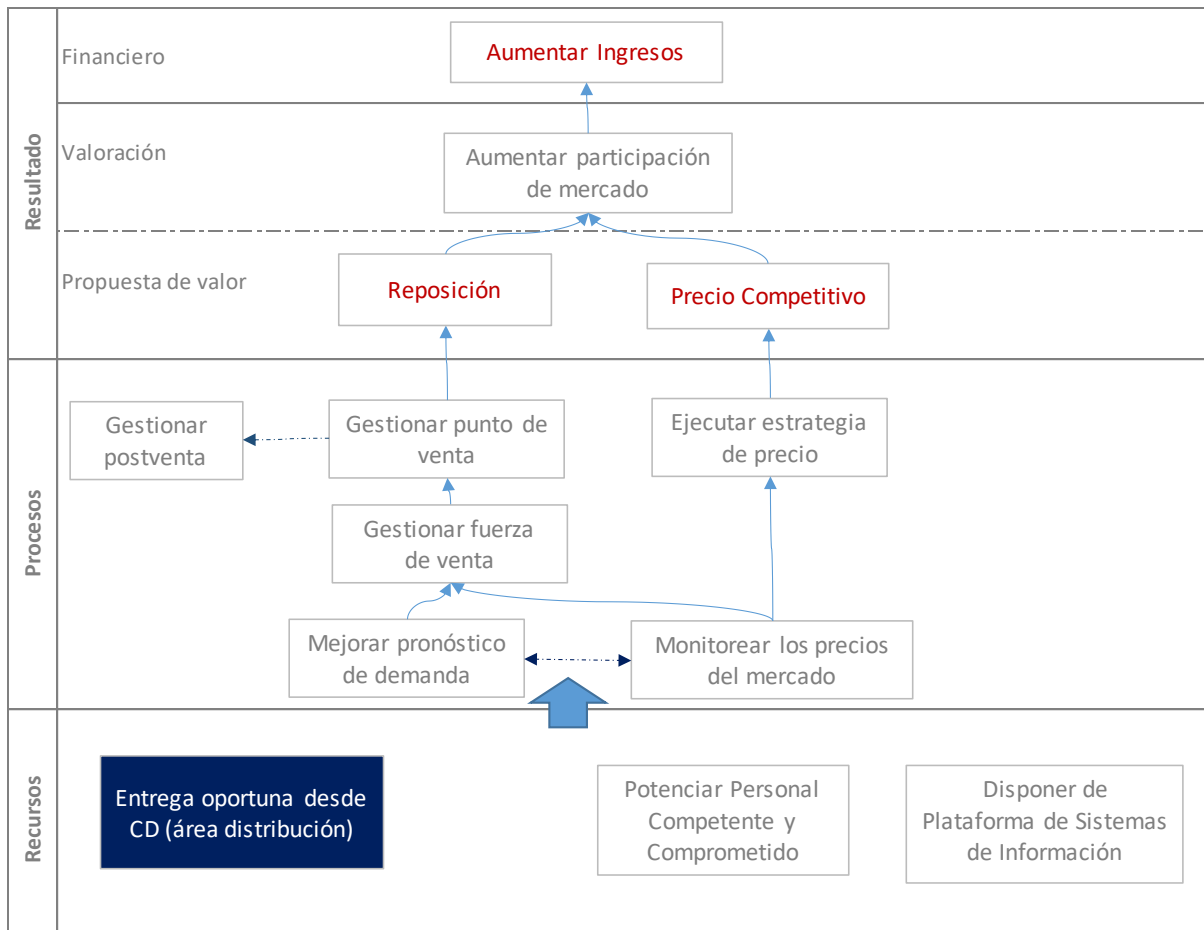 Resultado
Financiero
Aumentar Ingresos
Valoración
Aumentar participación
de mercado
Propuesta de valor
Reposición
Precio Competitivo
Procesos
Gestionar
postventa
Gestionar punto de
venta
Ejecutar estrategia
de precio
Gestionar fuerza
de venta
Mejorar pronóstico
de demanda
Monitorear los precios
del mercado
Recursos
Entrega oportuna desde
CD (área distribución)
Potenciar Personal
Competente y
Comprometido
Disponer de
Plataforma de Sistemas
de Información